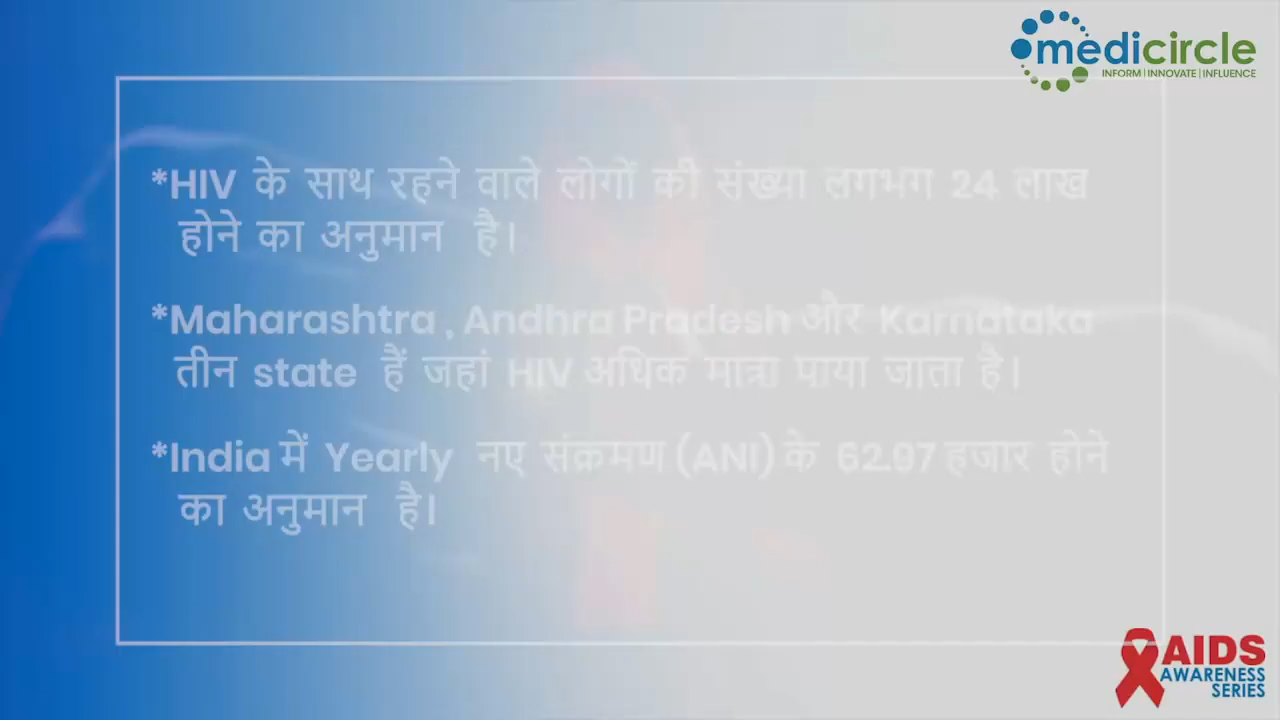 medicircle
INFORM | INNOVATE | INFLUENCE
*HIV के साथ रहने वाले लोगों की संख्या लगभग 24 लाख
होने का अनुमान है।
*Maharashtra , Andhra Pradesh और Karnataka
तीन state हैं जहां HIV अधिक मात्रा पाया जाता है।
*India में Yearly नए संक्रमण (ANI) के 62.97 हजार होने
का अनुमान है।
AIDS
AWARENESS
SERIES